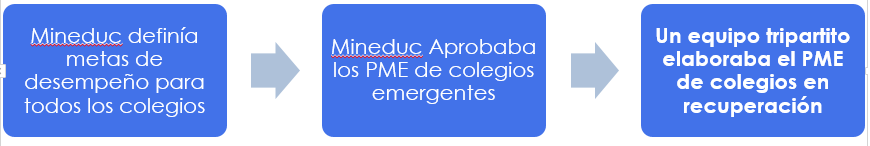 Mineduc definía
metas de
desempeño para
todos los colegios
Mineduc Aprobaba
los PME de colegios
emergentes
Un equipo tripartito
elaboraba el PME
de colegios en
recuperación